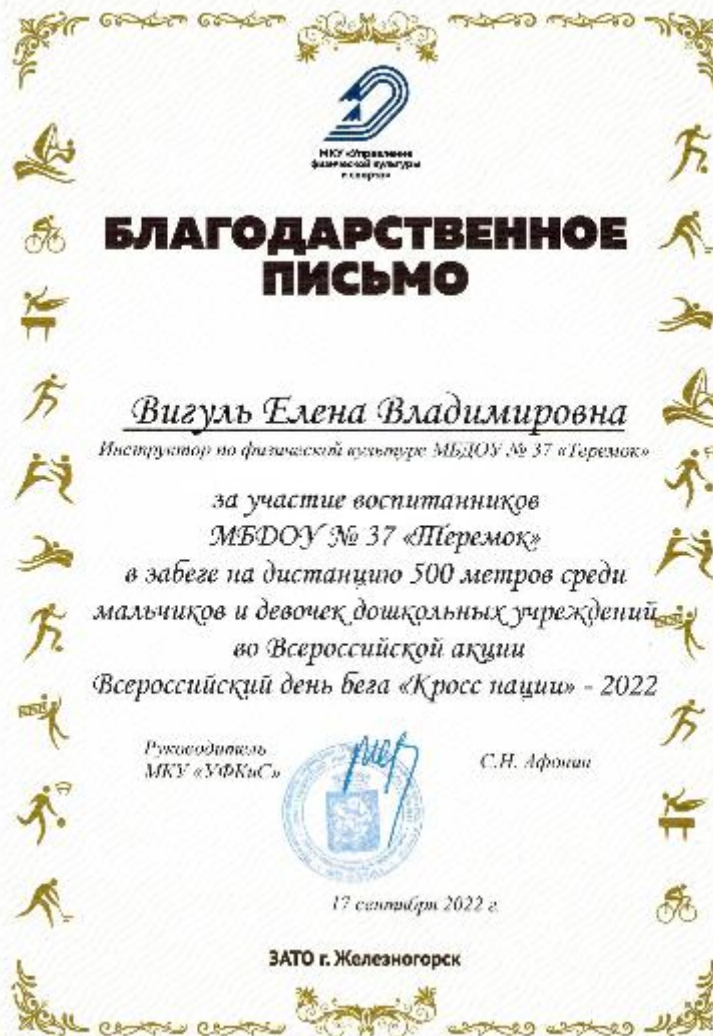 МКУ «Управление
физической культуры
и спорта»
БЛАГОДАРСТВЕННОЕ
ПИСЬМО
Вигуль Елена Владимировна
Инструктор по физической культуре МБДОУ № 37 «Теремок»
за участие воспитанников
МБДОУ № 37 «Теремок»
в забеге на дистанцию 500 метров среди
мальчиков и девочек дошкольных учреждений
во Всероссийской акции
Всероссийский день бега «Кросс нации» - 2022
Руководитель
МКУ «УФКиС»
С.Н. Афонин
17 сентября 2022 г.
ЗАТО г. Железногорск